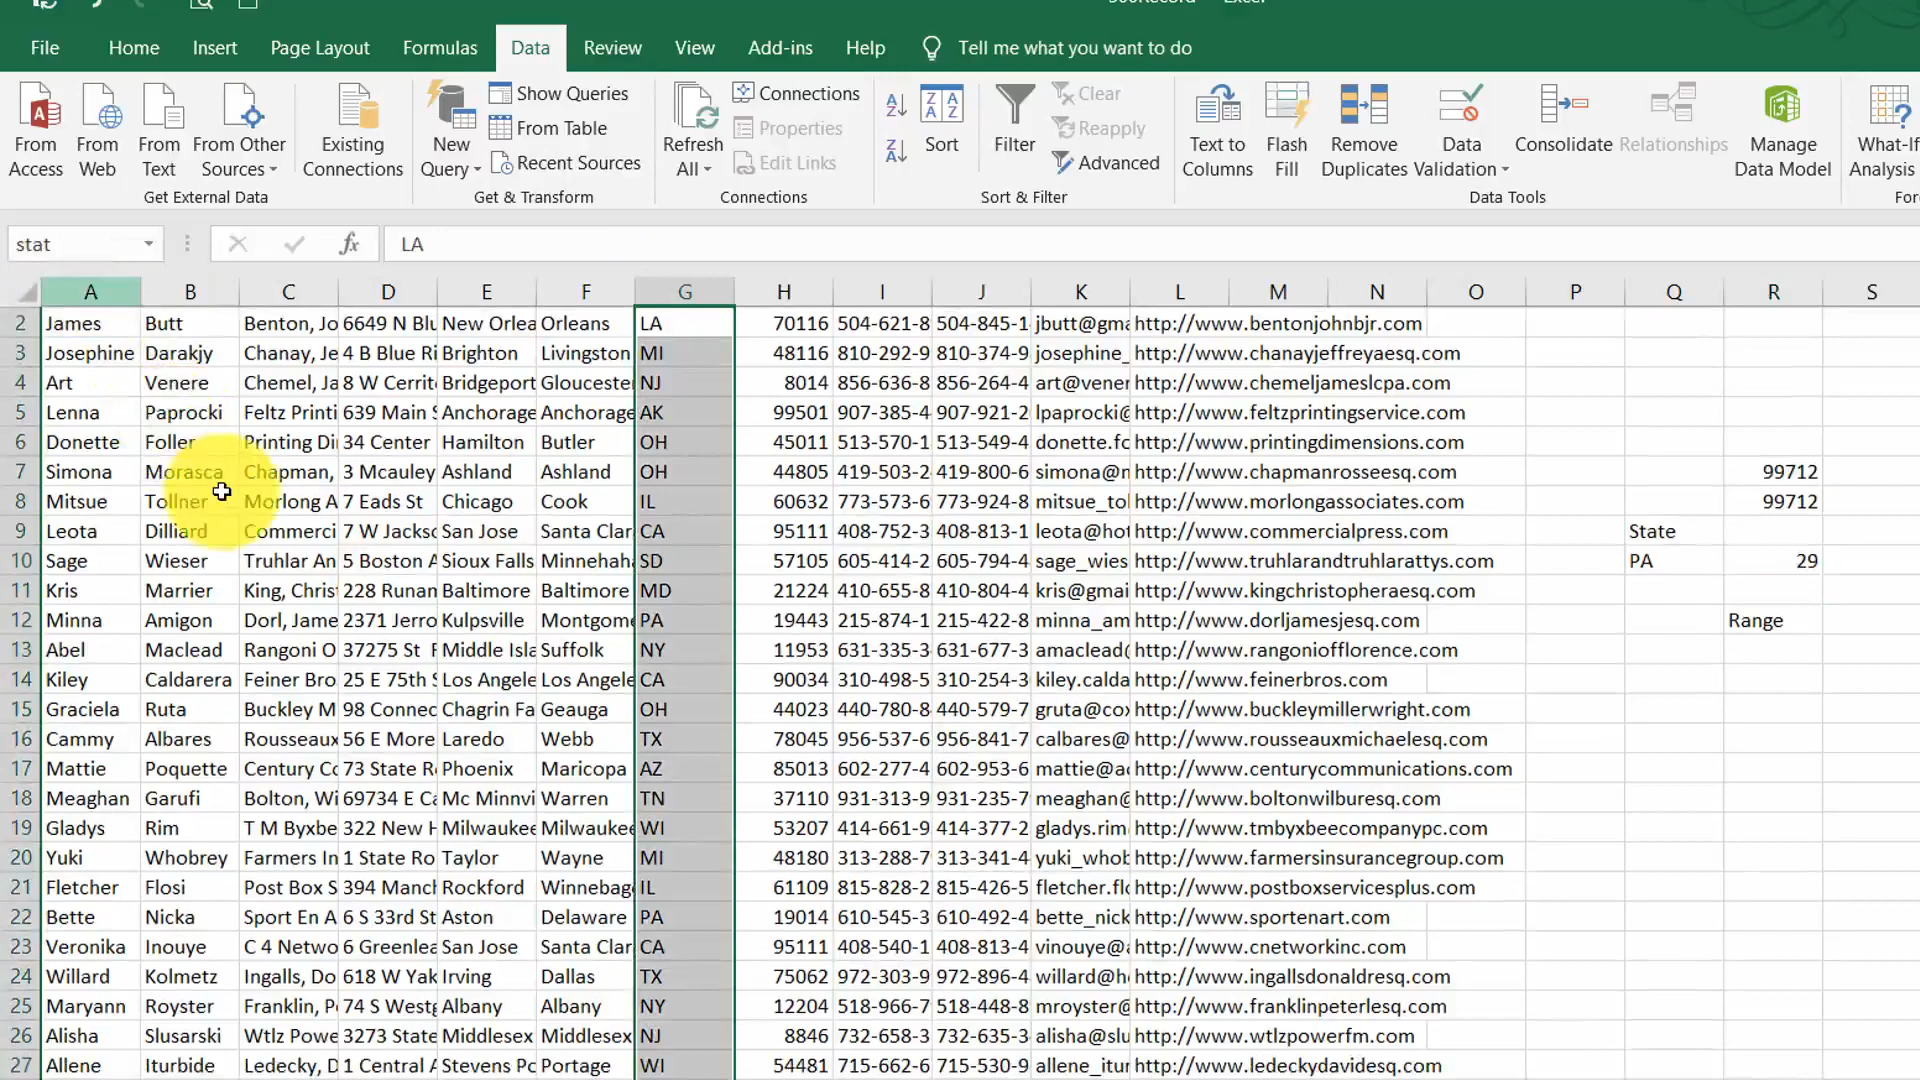 File Home Insert Page Layout Formulas Data Review View Add-ins Help Tell me what you want to do
Show Queries Connections Clear
From Table Properties Reapply
Recent Sources Edit Links Advanced
From Access From Web From Text From Other Sources Existing Connections New Query Refresh All Sort Filter Text to Columns Flash Fill Remove Duplicates Data Validation Consolidate Relationships Manage Data Model What-If Analysis
Get External Data Get & Transform Connections Sort & Filter Data Tools
stat fx LA
A B C D E F G H I J K L M N O P Q R S
2 James Butt Benton, Jo 6649 N Blu New Orlea Orleans LA 70116 504-621-8 504-845-1 jbutt@gma http://www.bentonjohnbjr.com
3 Josephine Darakjy Chanay, Je 4 B Blue Ri Brighton Livingston MI 48116 810-292-9 810-374-9 josephine_ http://www.chanayjeffreyaesq.com
4 Art Venere Chemel, Ja 8 W Cerrit Bridgeport Gloucester NJ 8014 856-636-8 856-264-4 art@vener http://www.chemeljameslcpa.com
5 Lenna Paprocki Feltz Printi 639 Main S Anchorage Anchorage AK 99501 907-385-4 907-921-2 lpaprocki@ http://www.feltzprintingservice.com
6 Donette Foller Printing Di 34 Center Hamilton Butler OH 45011 513-570-1 513-549-4 donette.fo http://www.printingdimensions.com
7 Simona Morasca Chapman, 3 Mcauley Ashland Ashland OH 44805 419-503-2 419-800-6 simona@m http://www.chapmanrosseesq.com 99712
8 Mitsue Tollner Morlong A 7 Eads St Chicago Cook IL 60632 773-573-6 773-924-8 mitsue_tol http://www.morlongassociates.com 99712
9 Leota Dilliard Commerci 7 W Jackso San Jose Santa Clar CA 95111 408-752-3 408-813-1 leota@hot http://www.commercialpress.com State
10 Sage Wieser Truhlar An 5 Boston A Sioux Falls Minnehah SD 57105 605-414-2 605-794-4 sage_wies http://www.truhlarandtruhlarattys.com PA 29
11 Kris Marrier King, Chris 228 Runan Baltimore Baltimore MD 21224 410-655-8 410-804-4 kris@gmai http://www.kingchristopheraesq.com
12 Minna Amigon Dorl, Jame 2371 Jerro Kulpsville Montgome PA 19443 215-874-1 215-422-8 minna_am http://www.dorljamesjesq.com Range
13 Abel Maclead Rangoni O 37275 St F Middle Isla Suffolk NY 11953 631-335-3 631-677-3 amaclead@ http://www.rangoniofflorence.com
14 Kiley Caldarera Feiner Bro 25 E 75th S Los Angele Los Angele CA 90034 310-498-5 310-254-3 kiley.calda http://www.feinerbros.com
15 Graciela Ruta Buckley M 98 Connec Chagrin Fa Geauga OH 44023 440-780-8 440-579-7 gruta@cox http://www.buckleymillerwright.com
16 Cammy Albares Rousseaux 56 E More Laredo Webb TX 78045 956-537-6 956-841-7 calbares@ http://www.rousseauxmichaelesq.com
17 Mattie Poquette Century Co 73 State R Phoenix Maricopa AZ 85013 602-277-4 602-953-6 mattie@ao http://www.centurycommunications.com
18 Meaghan Garufi Bolton, Wi 69734 E Ca Mc Minnvi Warren TN 37110 931-313-9 931-235-7 meaghan@ http://www.boltonwilburesq.com
19 Gladys Rim T M Byxbe 322 New H Milwaukee Milwaukee WI 53207 414-661-9 414-377-2 gladys.rim http://www.tmbyxbeecompanypc.com
20 Yuki Whobrey Farmers In 1 State Ro Taylor Wayne MI 48180 313-288-7 313-341-4 yuki_whob http://www.farmersinsurancegroup.com
21 Fletcher Flosi Post Box S 394 Manch Rockford Winnebag IL 61109 815-828-2 815-426-5 fletcher.flo http://www.postboxservicesplus.com
22 Bette Nicka Sport En A 6 S 33rd St Aston Delaware PA 19014 610-545-3 610-492-4 bette_nick http://www.sportenart.com
23 Veronika Inouye C 4 Netwo 6 Greenlea San Jose Santa Clar CA 95111 408-540-1 408-813-4 vinouye@a http://www.cnetworkinc.com
24 Willard Kolmetz Ingalls, Do 618 W Yak Irving Dallas TX 75062 972-303-9 972-896-4 willard@h http://www.ingallsdonaldresq.com
25 Maryann Royster Franklin, P 74 S Westg Albany Albany NY 12204 518-966-7 518-448-8 mroyster@ http://www.franklinpeterlesq.com
26 Alisha Slusarski Wtlz Powe 3273 State Middlesex Middlesex NJ 8846 732-658-3 732-635-3 alisha@slu http://www.wtlzpowerfm.com
27 Allene Iturbide Ledecky, D 1 Central A Stevens Po Portage WI 54481 715-662-6 715-530-9 allene_itur http://www.ledeckydavidesq.com